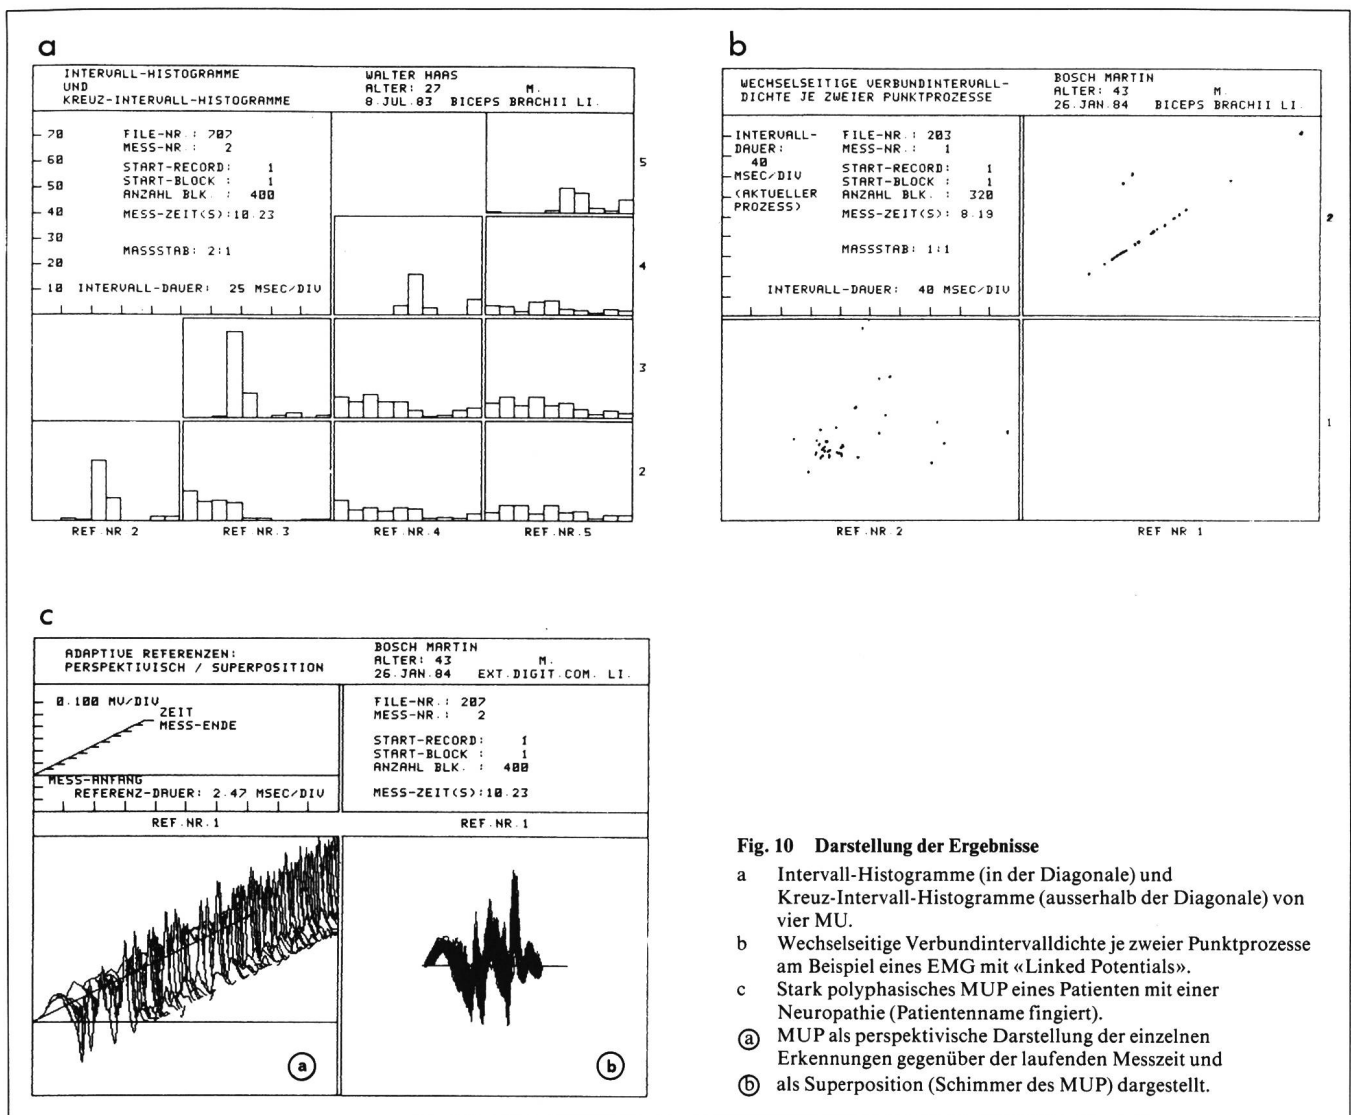 a
INTERVALL-HISTOGRAMME
UND
KREUZ-INTERVALL-HISTOGRAMME
WALTER HAAS
ALTER: 27 M.
8.JUL.83 BICEPS BRACHII LI.
70
60
50
40
30
20
10
FILE-NR.: 707
MESS-NR.: 2
START-RECORD: 1
START-BLOCK : 1
ANZAHL BLK. : 400
MESS-ZEIT(S):10.23
MASSSTAB: 2:1
INTERVALL-DAUER: 25 MSEC/DIV
5
4
3
2
REF.NR.2
REF.NR.3
REF.NR.4
REF.NR.5
b
WECHSELSEITIGE VERBUNDINTERVALL-
DICHTE JE ZWEIER PUNKTPROZESSE
BOSCH MARTIN
ALTER: 43 M.
26.JAN.84 BICEPS BRACHII LI.
INTERVALL-
DAUER:
40
MSEC/DIV
(AKTUELLER
PROZESS)
FILE-NR.: 203
MESS-NR.: 1
START-RECORD: 1
START-BLOCK : 1
ANZAHL BLK. : 320
MESS-ZEIT(S): 8.19
MASSSTAB: 1:1
INTERVALL-DAUER: 40 MSEC/DIV
2
1
REF.NR.2
REF NR 1
c
ADAPTIVE REFERENZEN:
PERSPEKTIVISCH / SUPERPOSITION
BOSCH MARTIN
ALTER: 43 M.
26.JAN.84 EXT.DIGIT.COM. LI.
0.100 MV/DIV
ZEIT
MESS-ENDE
MESS-ANFANG
REFERENZ-DAUER: 2.47 MSEC/DIV
FILE-NR.: 207
MESS-NR.: 2
START-RECORD: 1
START-BLOCK : 1
ANZAHL BLK. : 400
MESS-ZEIT(S):10.23
REF.NR.1
REF.NR.1
a
b
Fig. 10 Darstellung der Ergebnisse
a Intervall-Histogramme (in der Diagonale) und
Kreuz-Intervall-Histogramme (ausserhalb der Diagonale) von
vier MU.
b Wechselseitige Verbundintervalldichte je zweier Punktprozesse
am Beispiel eines EMG mit «Linked Potentials».
c Stark polyphasisches MUP eines Patienten mit einer
Neuropathie (Patientenname fingiert).
ⓐ MUP als perspektivische Darstellung der einzelnen
Erkennungen gegenüber der laufenden Messzeit und
ⓑ als Superposition (Schimmer des MUP) dargestellt.